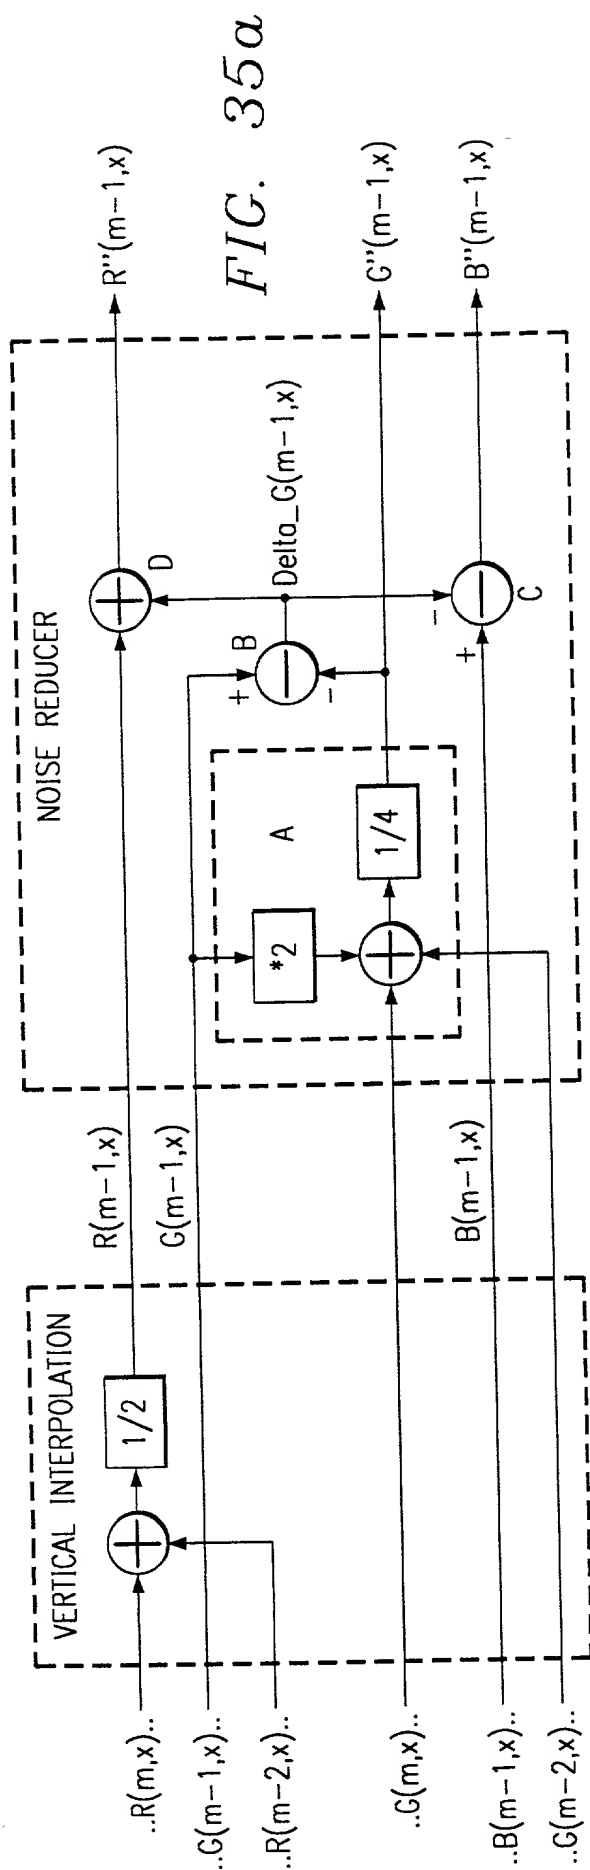 FIG. 35a
VERTICAL INTERPOLATION
NOISE REDUCER
..R(m,x)..
..G(m-1,x)..
..R(m-2,x)..
..G(m,x)..
..B(m-1,x)..
..G(m-2,x)..
1/2
R(m-1,x)
G(m-1,x)
B(m-1,x)
*2
A
1/4
+
B
-
Delta_G(m-1,x)
D
-
+
C
R"(m-1,x)
G"(m-1,x)
B"(m-1,x)